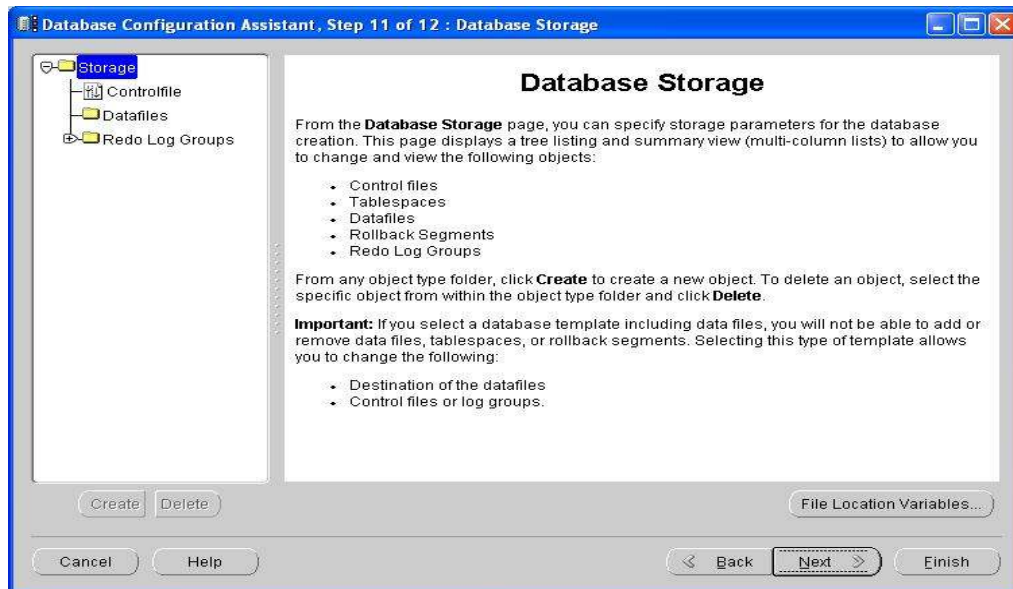 Database Configuration Assistant, Step 11 of 12 : Database Storage
Storage
Controlfile
Datafiles
Redo Log Groups
Database Storage
From the Database Storage page, you can specify storage parameters for the database
creation. This page displays a tree listing and summary view (multi-column lists) to allow you
to change and view the following objects:
• Control files
• Tablespaces
• Datafiles
• Rollback Segments
• Redo Log Groups
From any object type folder, click Create to create a new object. To delete an object, select the
specific object from within the object type folder and click Delete.
Important: If you select a database template including data files, you will not be able to add or
remove data files, tablespaces, or rollback segments. Selecting this type of template allows
you to change the following:
• Destination of the datafiles
• Control files or log groups.
Create Delete
File Location Variables...
Cancel Help Back Next Finish